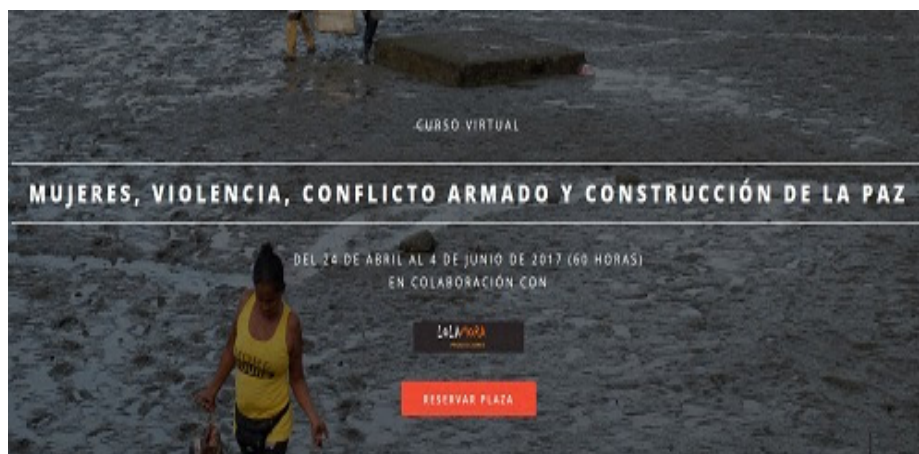 CURSO VIRTUAL
MUJERES, VIOLENCIA, CONFLICTO ARMADO Y CONSTRUCCIÓN DE LA PAZ
DEL 24 DE ABRIL AL 4 DE JUNIO DE 2017 (60 HORAS)
EN COLABORACIÓN CON
LOLAMORA
RESERVAR PLAZA